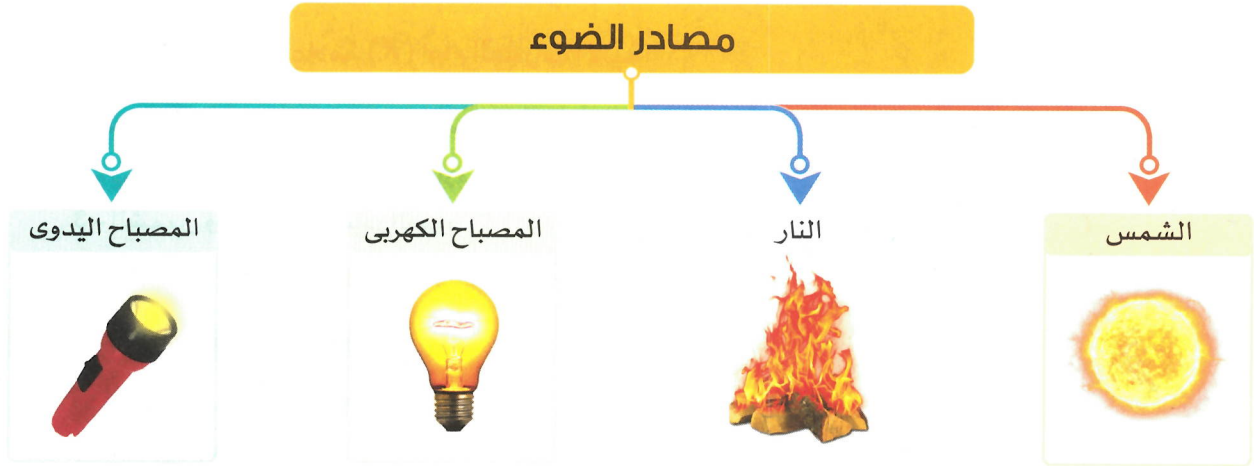 مصادر الضوء
الشمس
النار
المصباح الكهربى
المصباح اليدوى